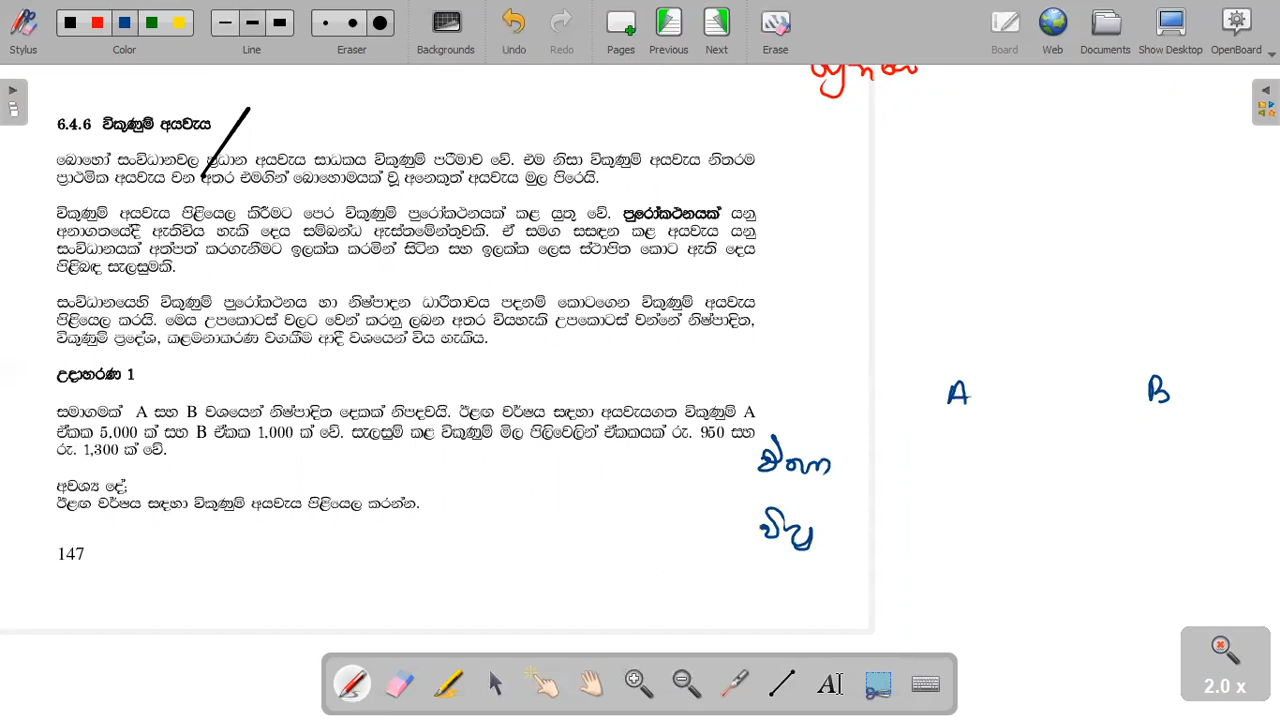 Stylus
Color
Line
Eraser
Backgrounds
Undo
Redo
Pages
Previous
Next
Erase
Board
Web
Documents
Show Desktop
OpenBoard
6.4.6 විකුණුම් අයවැය
බොහෝ සංවිධානවල ප්‍රධාන අයවැය සාධකය විකුණුම් පරිමාව වේ. එම නිසා විකුණුම් අයවැය නිතරම
ප්‍රාථමික අයවැය වන අතර එමගින් බොහොමයක් වූ අනෙකුත් අයවැය මුල පිරෙයි.
විකුණුම් අයවැය පිළියෙල කිරීමට පෙර විකුණුම් පුරෝකථනයක් කළ යුතු වේ. පුරෝකථනයක් යනු
අනාගතයේදී ඇතිවිය හැකි දෙය සම්බන්ධ ඇස්තමේන්තුවකි. ඒ සමග සසඳන කළ අයවැය යනු
සංවිධානයක් අත්පත් කරගැනීමට ඉලක්ක කරමින් සිටින සහ ඉලක්ක ලෙස ස්ථාපිත කොට ඇති දෙය
පිළිබඳ සැලසුමකි.
සංවිධානයෙහි විකුණුම් පුරෝකථනය හා නිෂ්පාදන ධාරිතාවය පදනම් කොටගෙන විකුණුම් අයවැය
පිළියෙල කරයි. මෙය උපකොටස් වලට වෙන් කරනු ලබන අතර වියහැකි උපකොටස් වන්නේ නිෂ්පාදිත,
විකුණුම් ප්‍රදේශ, කළමනාකරණ වගකීම් ආදී වශයෙන් විය හැකිය.
උදාහරණ 1
සමාගමක් A සහ B වශයෙන් නිෂ්පාදිත දෙකක් නිපදවයි. ඊළඟ වර්ෂය සඳහා අයවැයගත විකුණුම් A
ඒකක 5,000 ක් සහ B ඒකක 1,000 ක් වේ. සැලසුම් කළ විකුණුම් මිල පිලිවෙලින් ඒකකයක් රු. 950 සහ
රු. 1,300 ක් වේ.
අවශ්‍ය දේ;
ඊළඟ වර්ෂය සඳහා විකුණුම් අයවැය පිළියෙල කරන්න.
147
A B
2.0 x